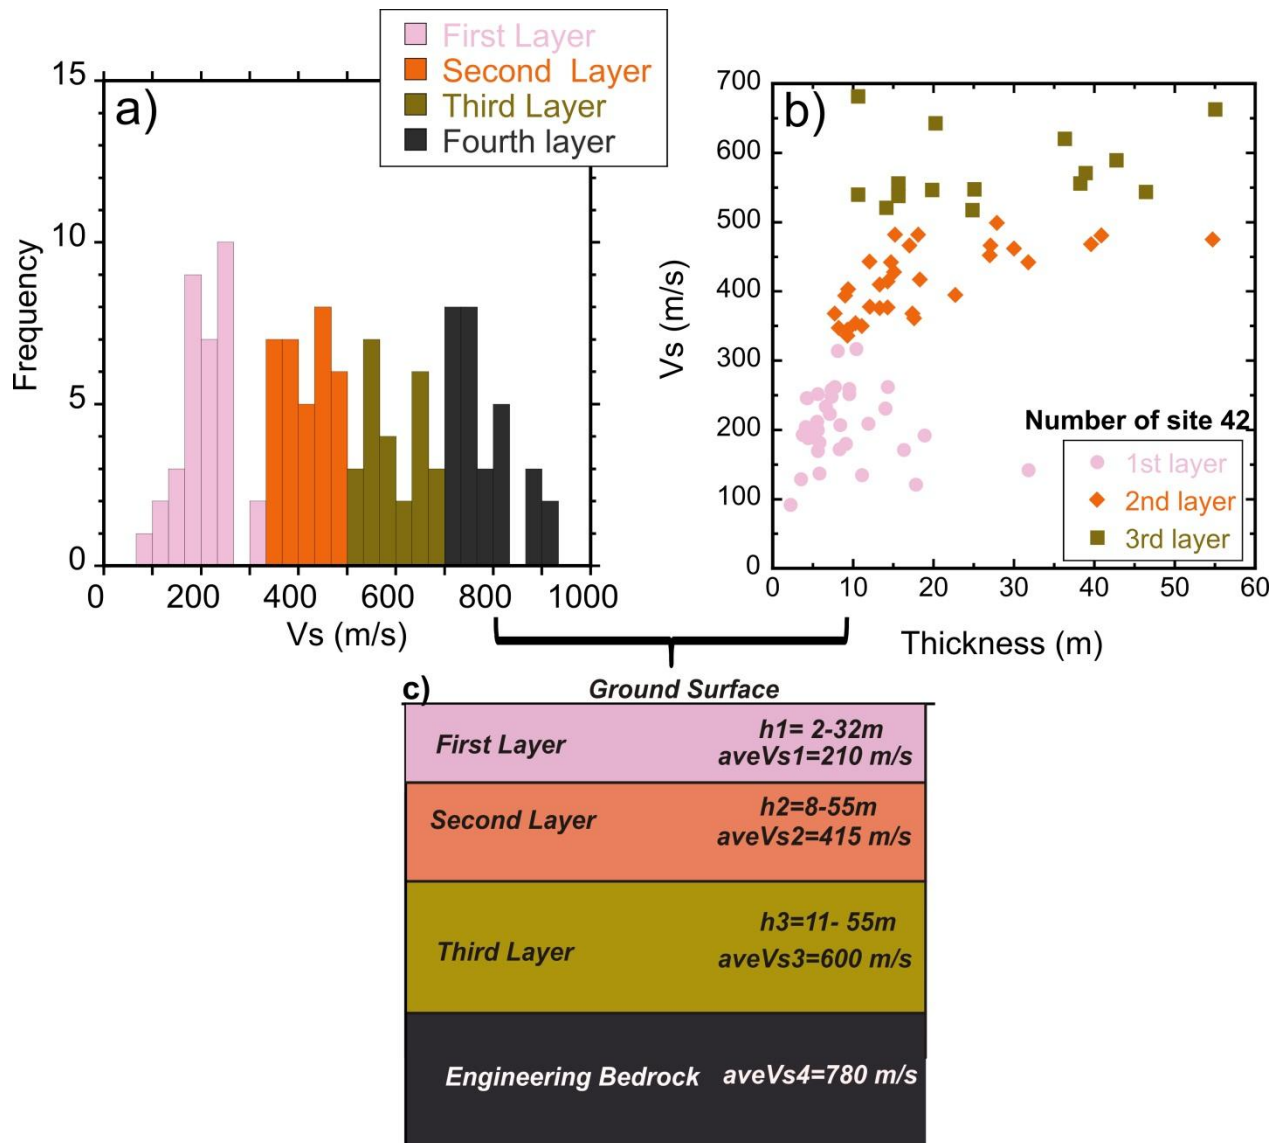 First Layer
Second Layer
Third Layer
Fourth layer
a)
15
10
5
0
Frequency
0 200 400 600 800 1000
Vs (m/s)
b)
700
600
500
400
300
200
100
0
Vs (m/s)
Number of site 42
1st layer
2nd layer
3rd layer
0 10 20 30 40 50 60
Thickness (m)
c)
Ground Surface
First Layer
h1= 2-32m
aveVs1=210 m/s
Second Layer
h2=8-55m
aveVs2=415 m/s
Third Layer
h3=11- 55m
aveVs3=600 m/s
Engineering Bedrock aveVs4=780 m/s